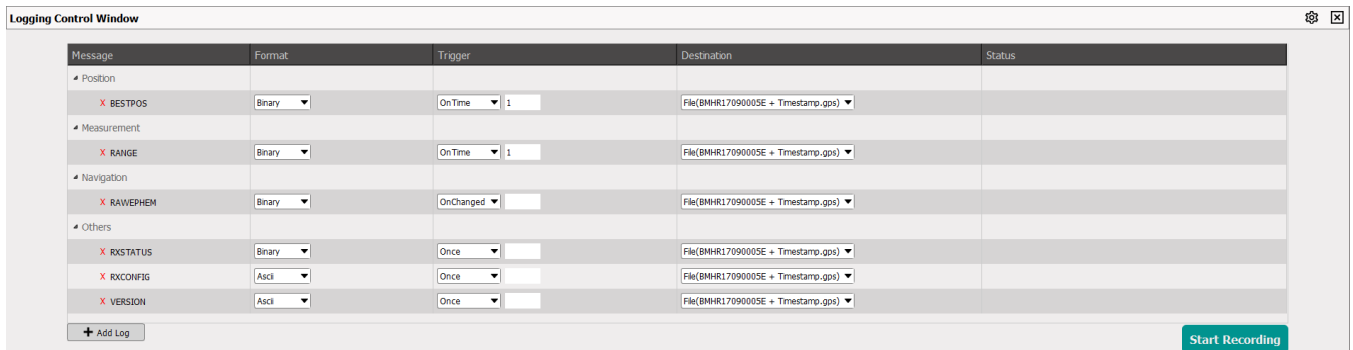 Logging Control Window
Message Format Trigger Destination Status
Position
X BESTPOS Binary OnTime 1 File(BMHR17090005E + Timestamp.gps)
Measurement
X RANGE Binary OnTime 1 File(BMHR17090005E + Timestamp.gps)
Navigation
X RAWEPHEM Binary OnChanged File(BMHR17090005E + Timestamp.gps)
Others
X RXSTATUS Binary Once File(BMHR17090005E + Timestamp.gps)
X RXCONFIG Ascii Once File(BMHR17090005E + Timestamp.gps)
X VERSION Ascii Once File(BMHR17090005E + Timestamp.gps)
+ Add Log
Start Recording